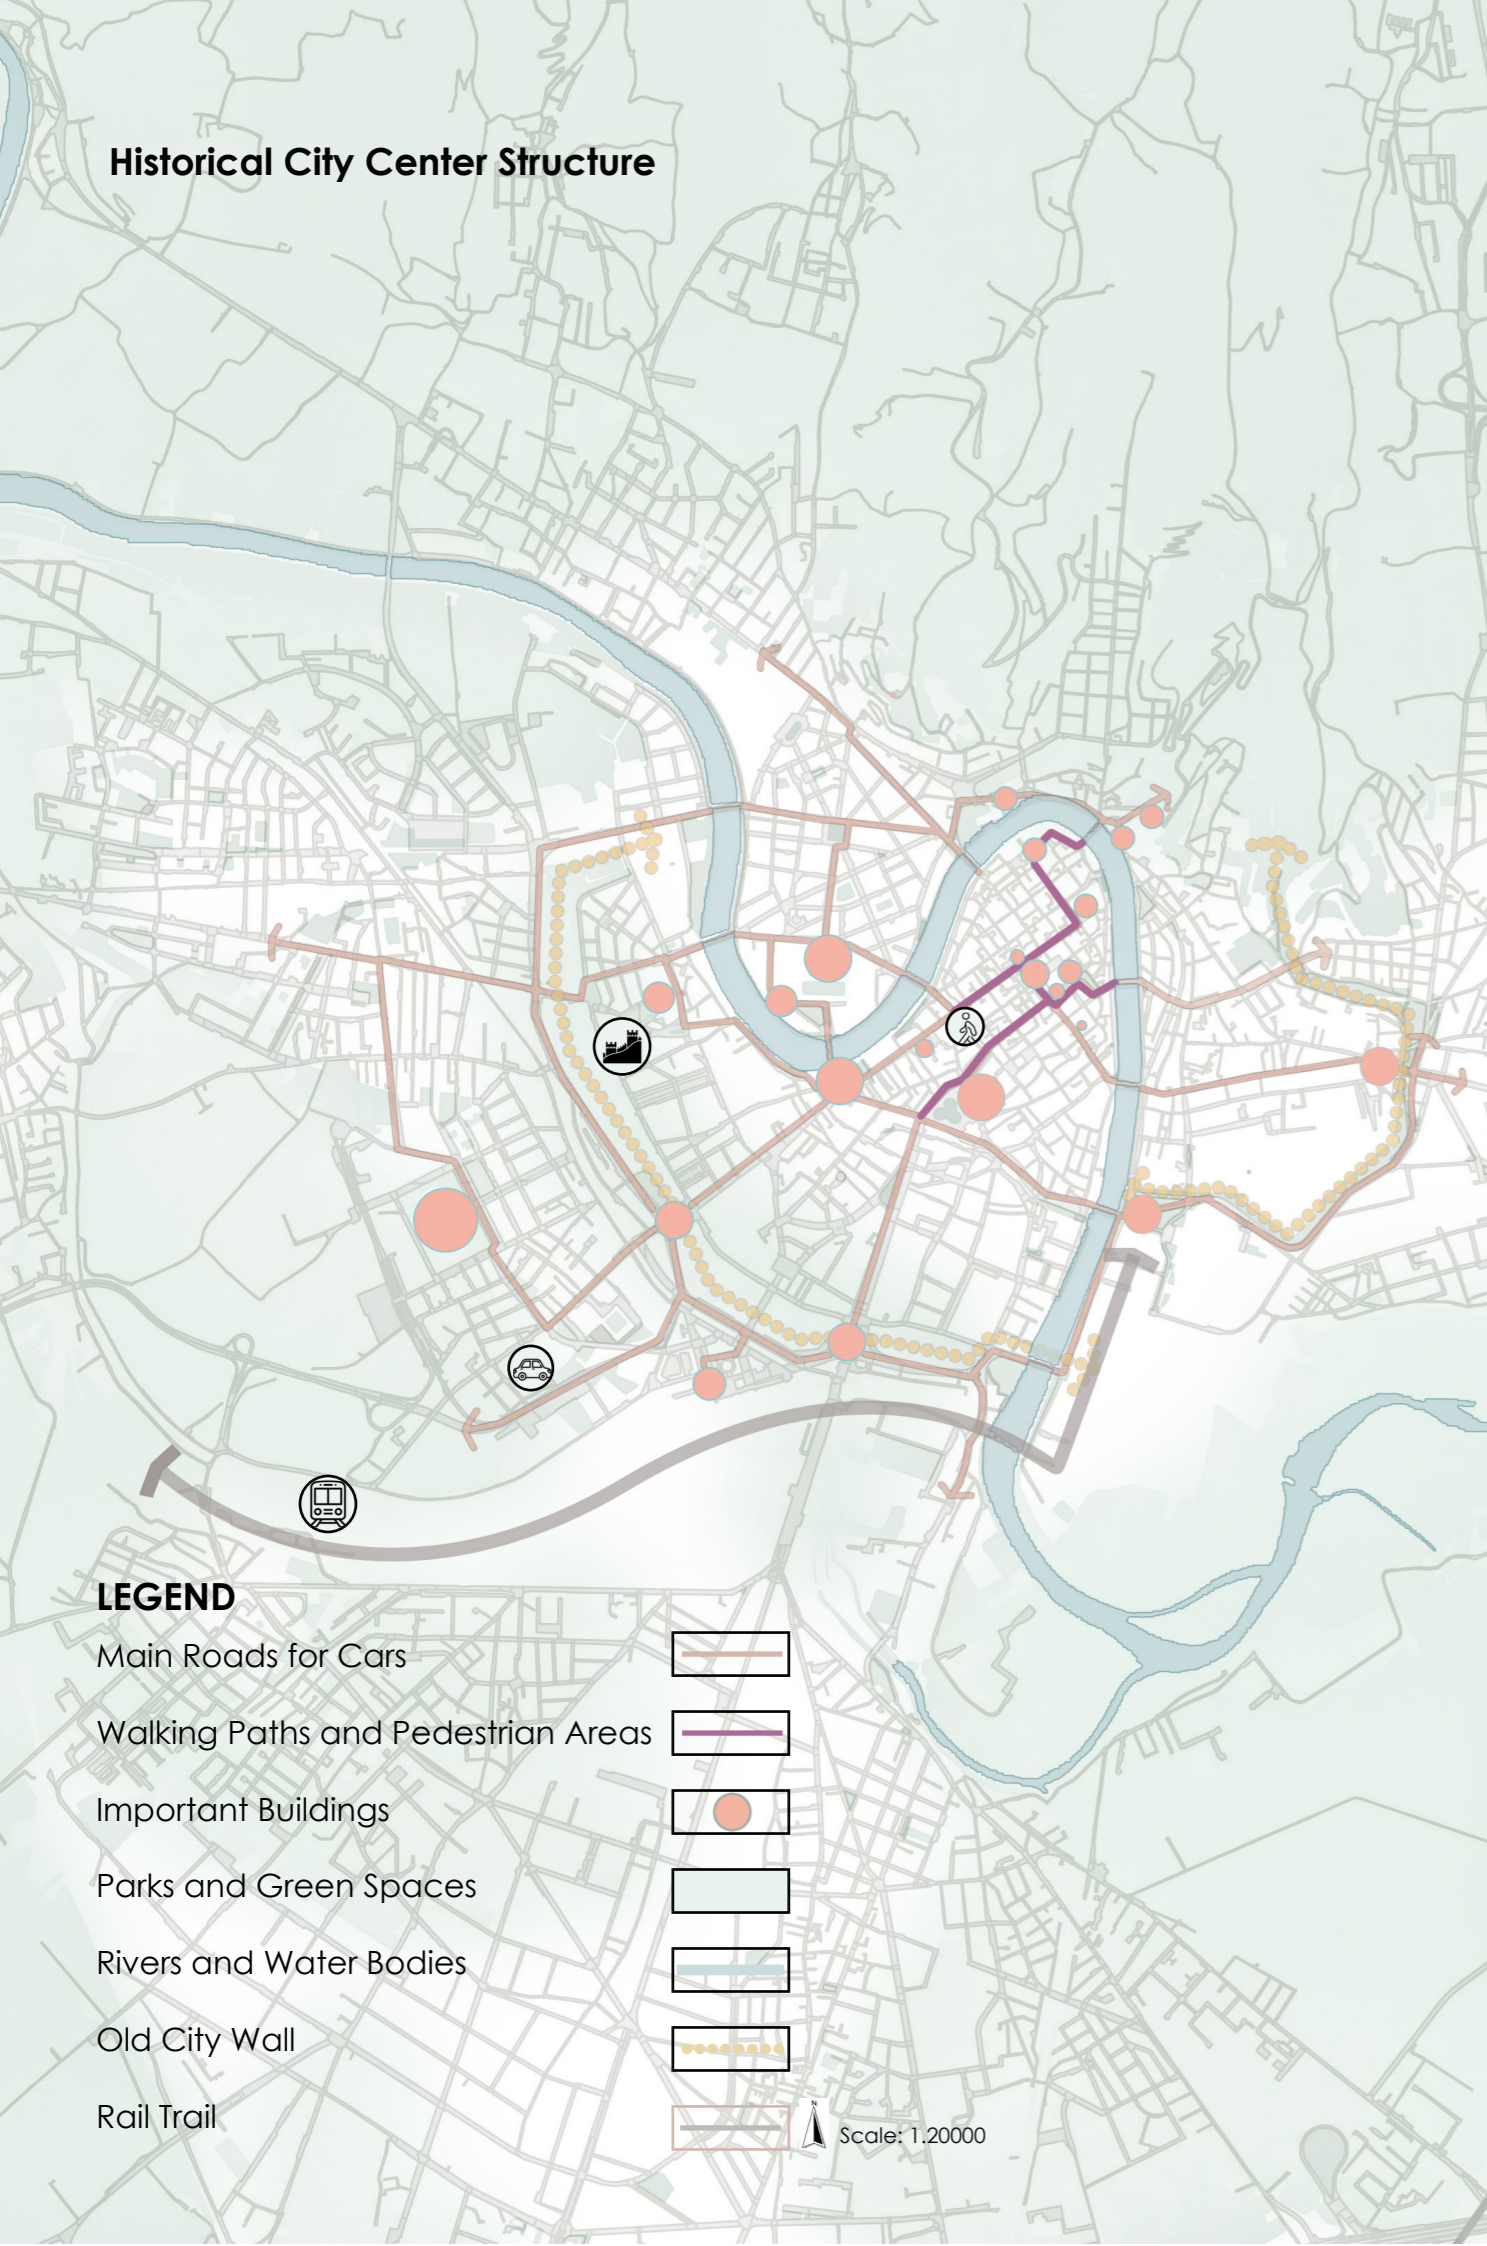 Historical City Center Structure
LEGEND
Main Roads for Cars
Walking Paths and Pedestrian Areas
Important Buildings
Parks and Green Spaces
Rivers and Water Bodies
Old City Wall
Rail Trail
N
Scale: 1.20000